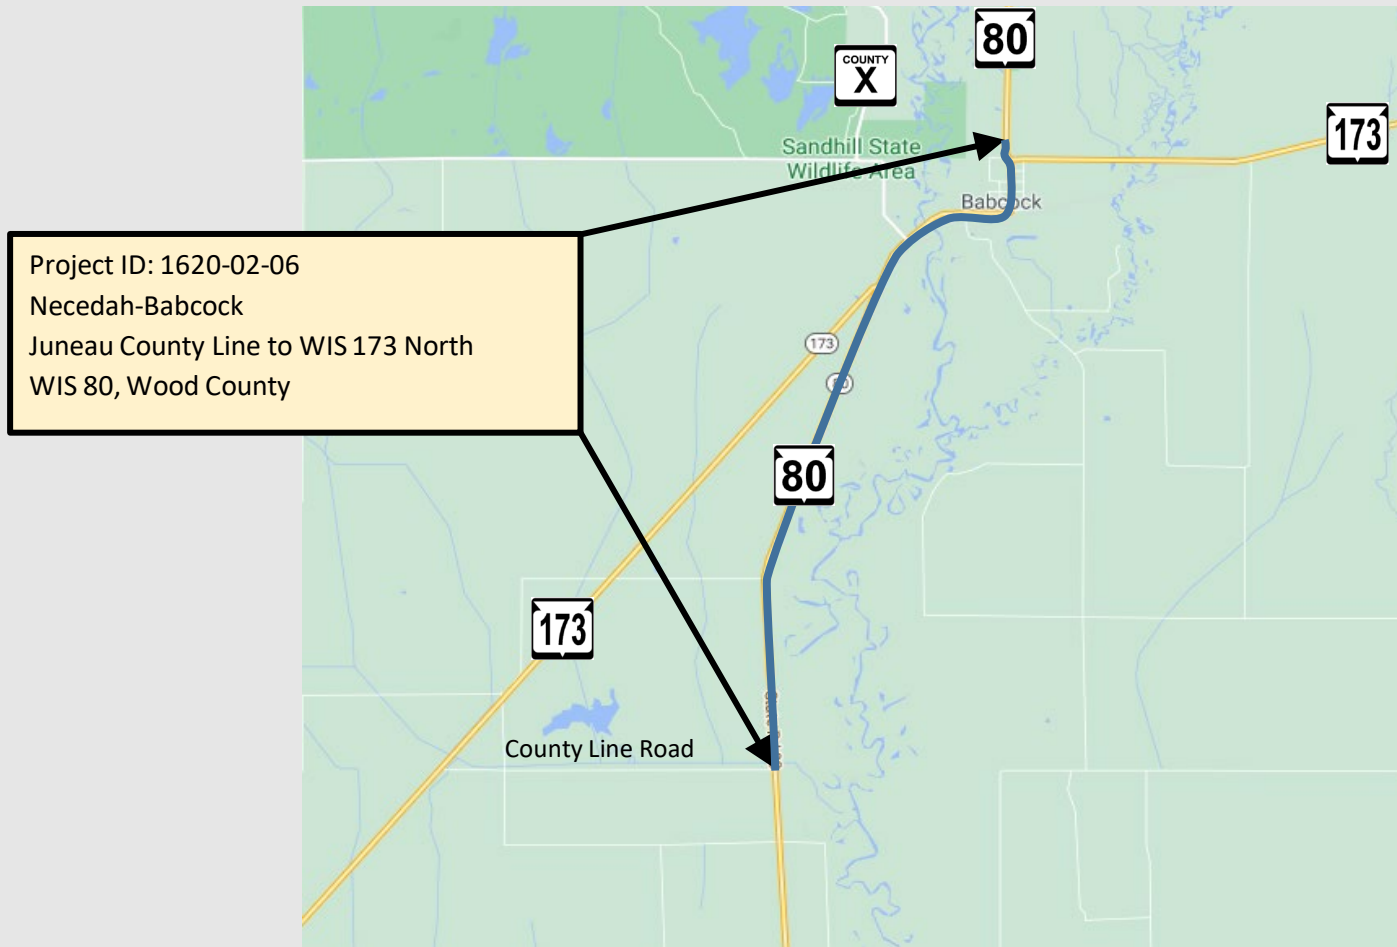 80
COUNTY
X
173
Sandhill State
Wildlife Area
Babcock
Project ID: 1620-02-06
Necedah-Babcock
Juneau County Line to WIS 173 North
WIS 80, Wood County
173
80
80
173
County Line Road